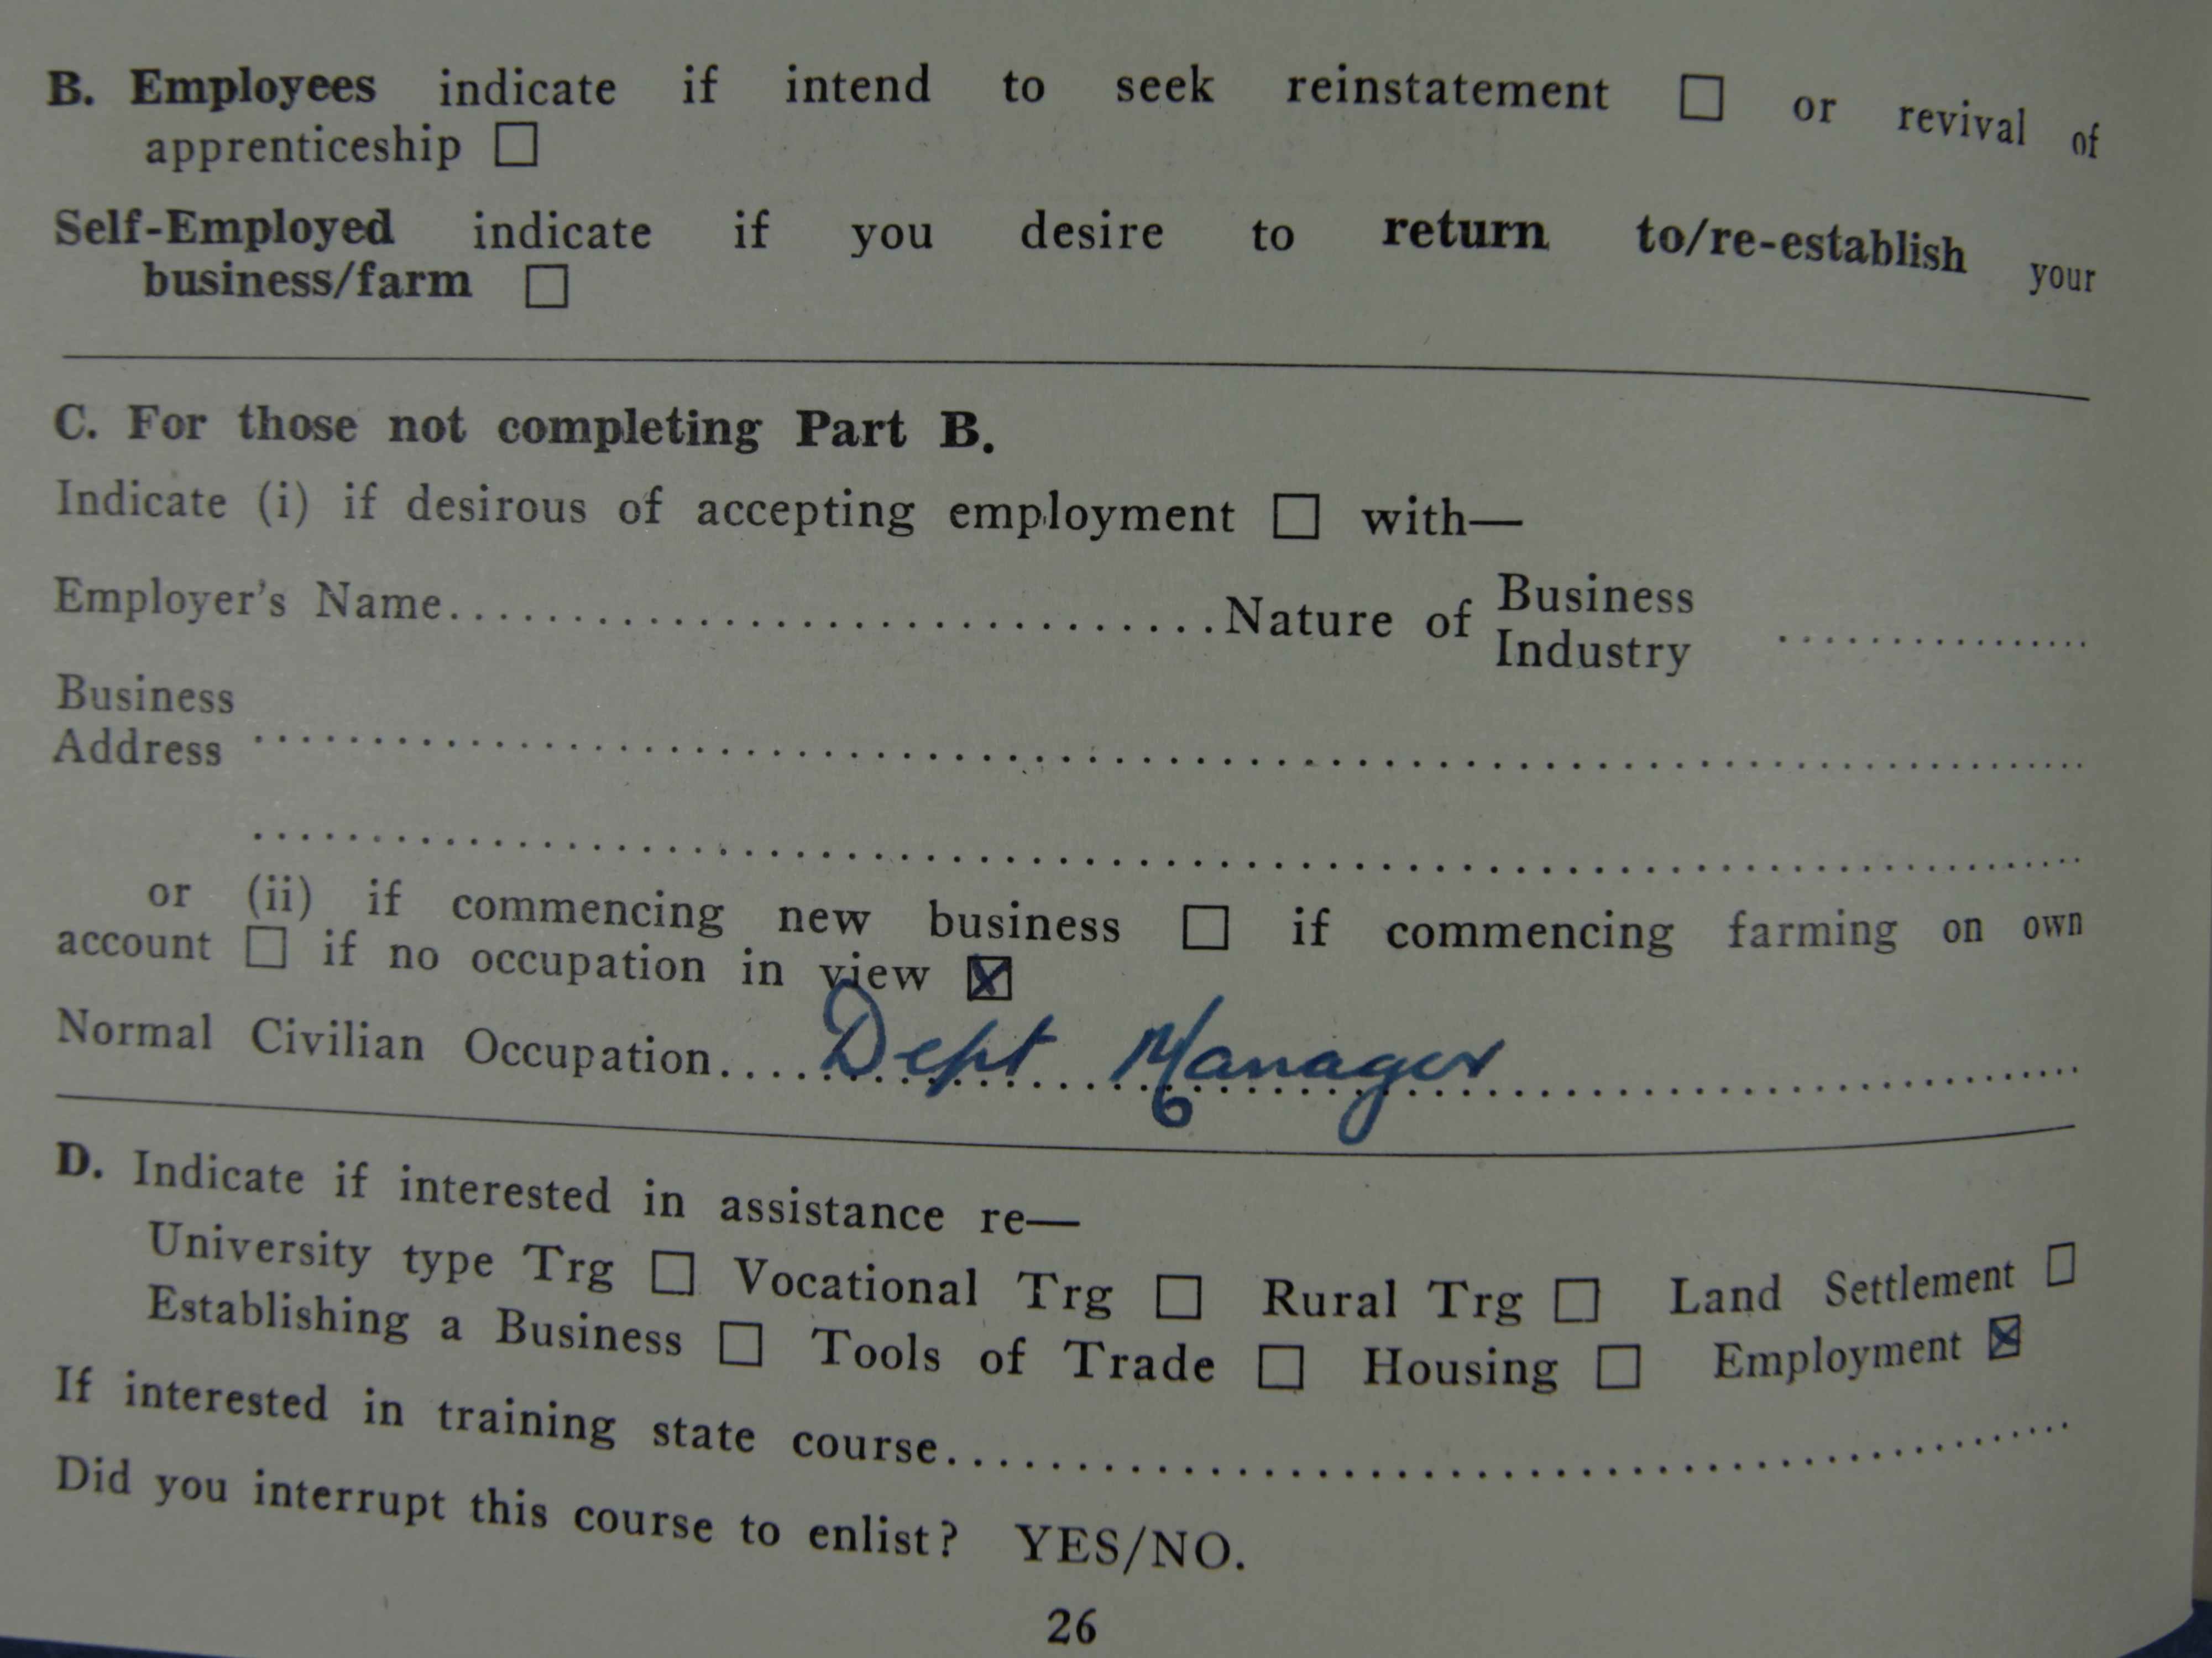 B. Employees indicate if intend to seek reinstatement ☐ or revival of
apprenticeship ☐
Self-Employed indicate if you desire to return to/re-establish your
business/farm ☐
C. For those not completing Part B.
Indicate (i) if desirous of accepting employment ☐ with—
Employer's Name................................Nature of Business Industry ................
Business
Address ................................................................
................................................................
or (ii) if commencing new business ☐ if commencing farming on own
account ☐ if no occupation in view ☒
Normal Civilian Occupation.... Dept Manager ................
D. Indicate if interested in assistance re—
University type Trg ☐ Vocational Trg ☐ Rural Trg ☐ Land Settlement ☐
Establishing a Business ☐ Tools of Trade ☐ Housing ☐ Employment ☒
If interested in training state course................................
Did you interrupt this course to enlist? YES/NO.
26